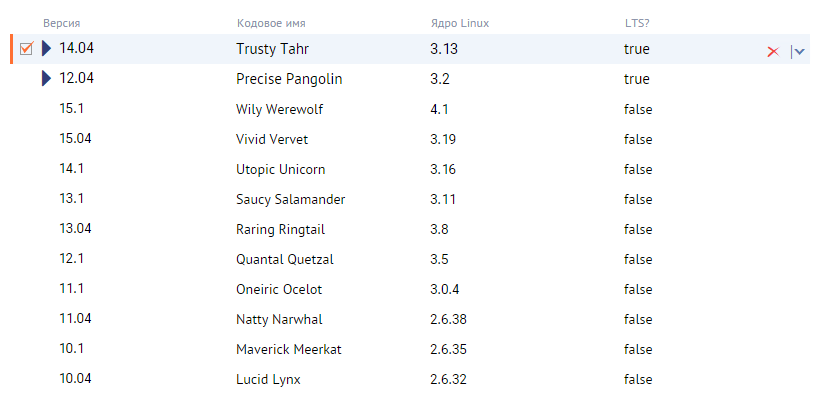 Версия Кодовое имя Ядро Linux LTS?
14.04 Trusty Tahr 3.13 true
12.04 Precise Pangolin 3.2 true
15.1 Wily Werewolf 4.1 false
15.04 Vivid Vervet 3.19 false
14.1 Utopic Unicorn 3.16 false
13.1 Saucy Salamander 3.11 false
13.04 Raring Ringtail 3.8 false
12.1 Quantal Quetzal 3.5 false
11.1 Oneiric Ocelot 3.0.4 false
11.04 Natty Narwhal 2.6.38 false
10.1 Maverick Meerkat 2.6.35 false
10.04 Lucid Lynx 2.6.32 false